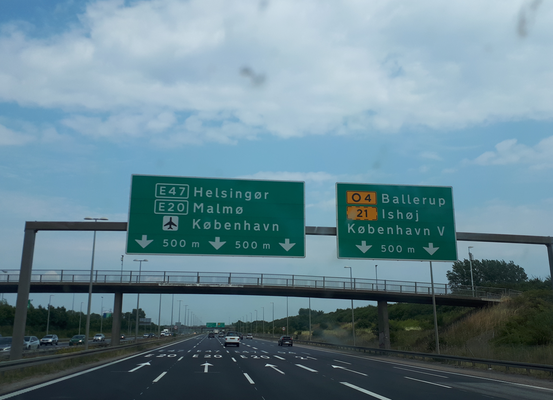 E47 Helsingør
E20 Malmø
København
500 m 500 m
O4 Ballerup
21 Ishøj
København V
500 m